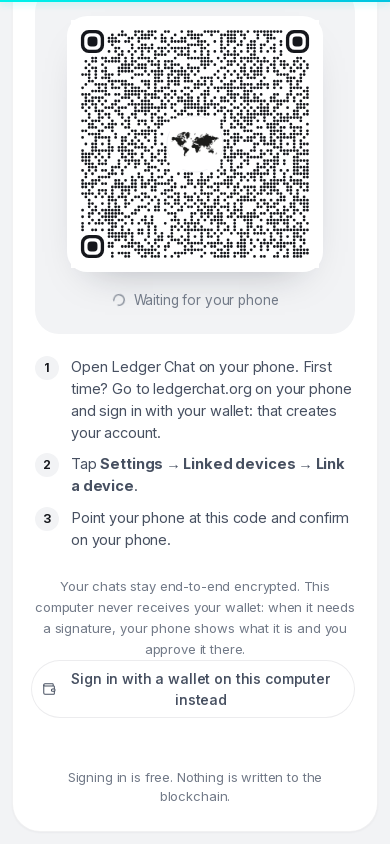 Waiting for your phone
1 Open Ledger Chat on your phone. First
time? Go to ledgerchat.org on your phone
and sign in with your wallet: that creates
your account.
2 Tap Settings → Linked devices → Link
a device.
3 Point your phone at this code and confirm
on your phone.
Your chats stay end-to-end encrypted. This
computer never receives your wallet: when it needs
a signature, your phone shows what it is and you
approve it there.
Sign in with a wallet on this computer
instead
Signing in is free. Nothing is written to the
blockchain.